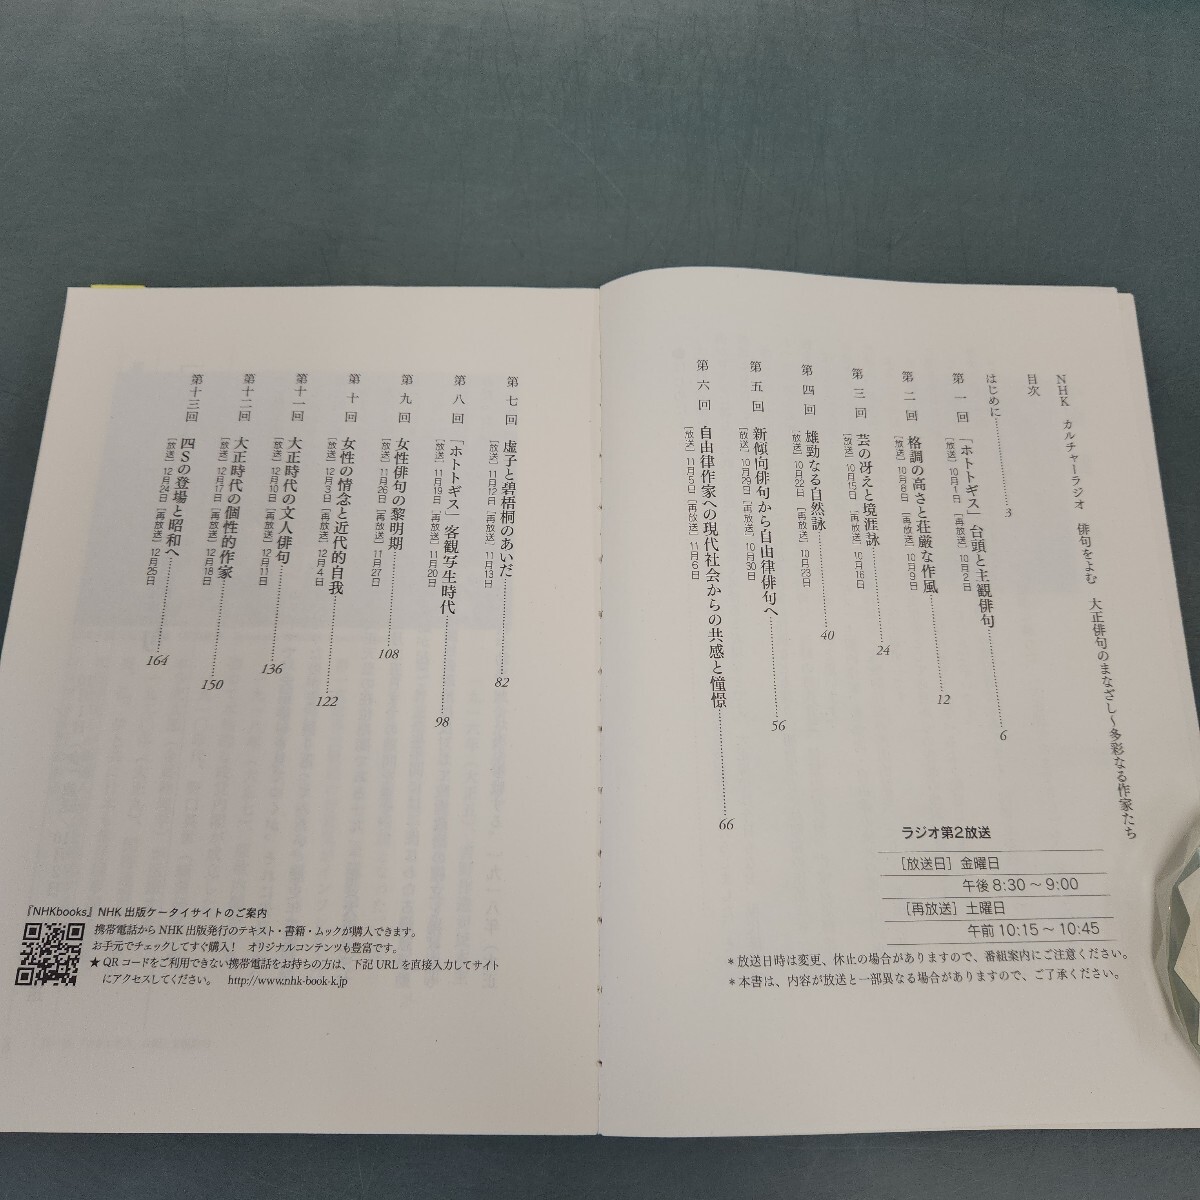 NHK カルチャーラジオ 俳句をよむ 大正俳句のまなざし〜多彩なる作家たち
目次
はじめに……………3
第一回 「ホトトギス」台頭と主観俳句……………6
［放送］10月1日［再放送］10月2日
第二回 格調の高さと荘厳な作風……………12
［放送］10月8日［再放送］10月9日
第三回 芸の冴えと境涯詠……………24
［放送］10月15日［再放送］10月16日
第四回 雄勁なる自然詠……………40
［放送］10月22日［再放送］10月23日
第五回 新傾向俳句から自由律俳句へ……………56
［放送］10月29日［再放送］10月30日
第六回 自由律作家への現代社会からの共感と憧憬……………66
［放送］11月5日［再放送］11月6日
ラジオ第2放送
［放送日］金曜日
午後 8:30～9:00
［再放送］土曜日
午前 10:15～10:45
＊放送日時は変更、休止の場合がありますので、番組案内にご注意ください。
＊本書は、内容が放送と一部異なる場合がありますので、ご了承ください。
第七回 虚子と碧梧桐のあいだ……………82
［放送］11月12日［再放送］11月13日
第八回 「ホトトギス」客観写生時代……………98
［放送］11月19日［再放送］11月20日
第九回 女性俳句の黎明期……………108
［放送］11月26日［再放送］11月27日
第十回 女性の情念と近代的自我……………122
［放送］12月3日［再放送］12月4日
第十一回 大正時代の文人俳句……………136
［放送］12月10日［再放送］12月11日
第十二回 大正時代の個性的作家……………150
［放送］12月17日［再放送］12月18日
第十三回 四Sの登場と昭和へ……………164
［放送］12月24日［再放送］12月25日
『NHKbooks』NHK出版ケータイサイトのご案内
携帯電話からNHK出版発行のテキスト・書籍・ムックが購入できます。
お手元でチェックしてすぐ購入！ オリジナルコンテンツも豊富です。
★QRコードをご利用できない携帯電話をお持ちの方は、下記URLを直接入力してサイト
にアクセスしてください。 http://www.nhk-book-k.jp